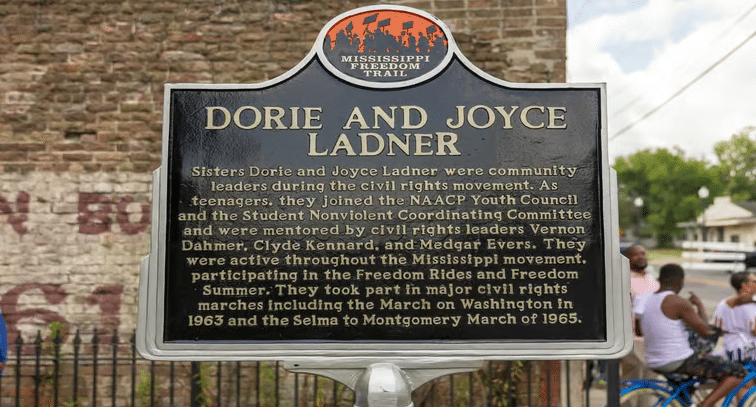 MISSISSIPPI
FREEDOM
TRAIL
DORIE AND JOYCE
LADNER
Sisters Dorie and Joyce Ladner were community
leaders during the civil rights movement. As
teenagers, they joined the NAACP Youth Council
and the Student Nonviolent Coordinating Committee
and were mentored by civil rights leaders Vernon
Dahmer, Clyde Kennard, and Medgar Evers. They
were active throughout the Mississippi movement,
participating in the Freedom Rides and Freedom
Summer. They took part in major civil rights
marches including the March on Washington in
1963 and the Selma to Montgomery March of 1965.